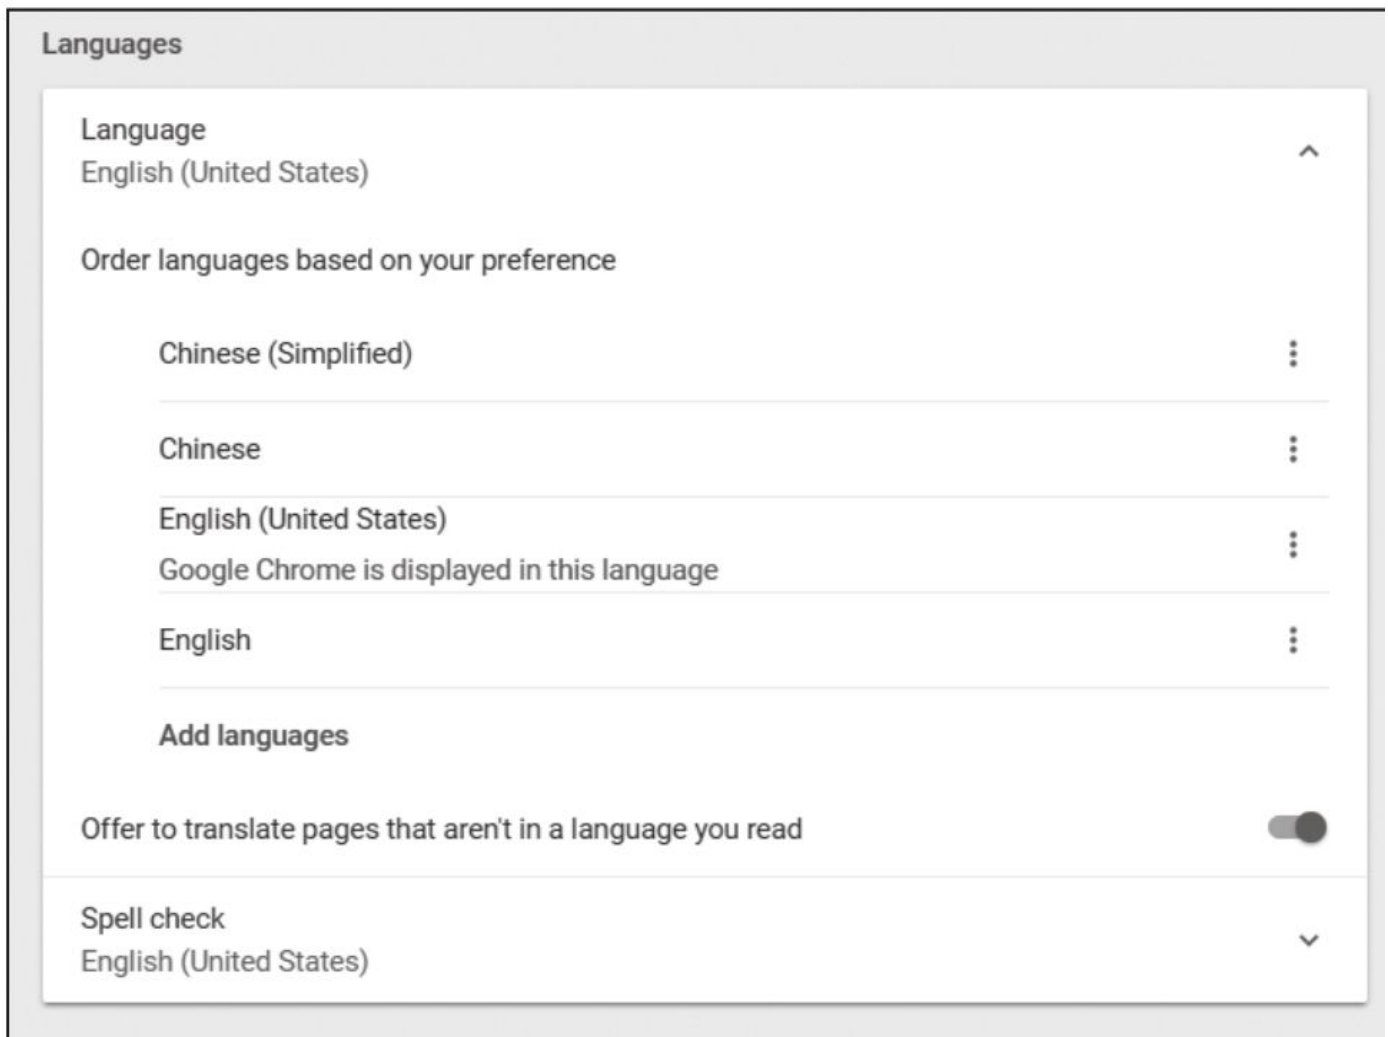 Languages
Language
English (United States)
Order languages based on your preference
Chinese (Simplified)
Chinese
English (United States)
Google Chrome is displayed in this language
English
Add languages
Offer to translate pages that aren't in a language you read
Spell check
English (United States)